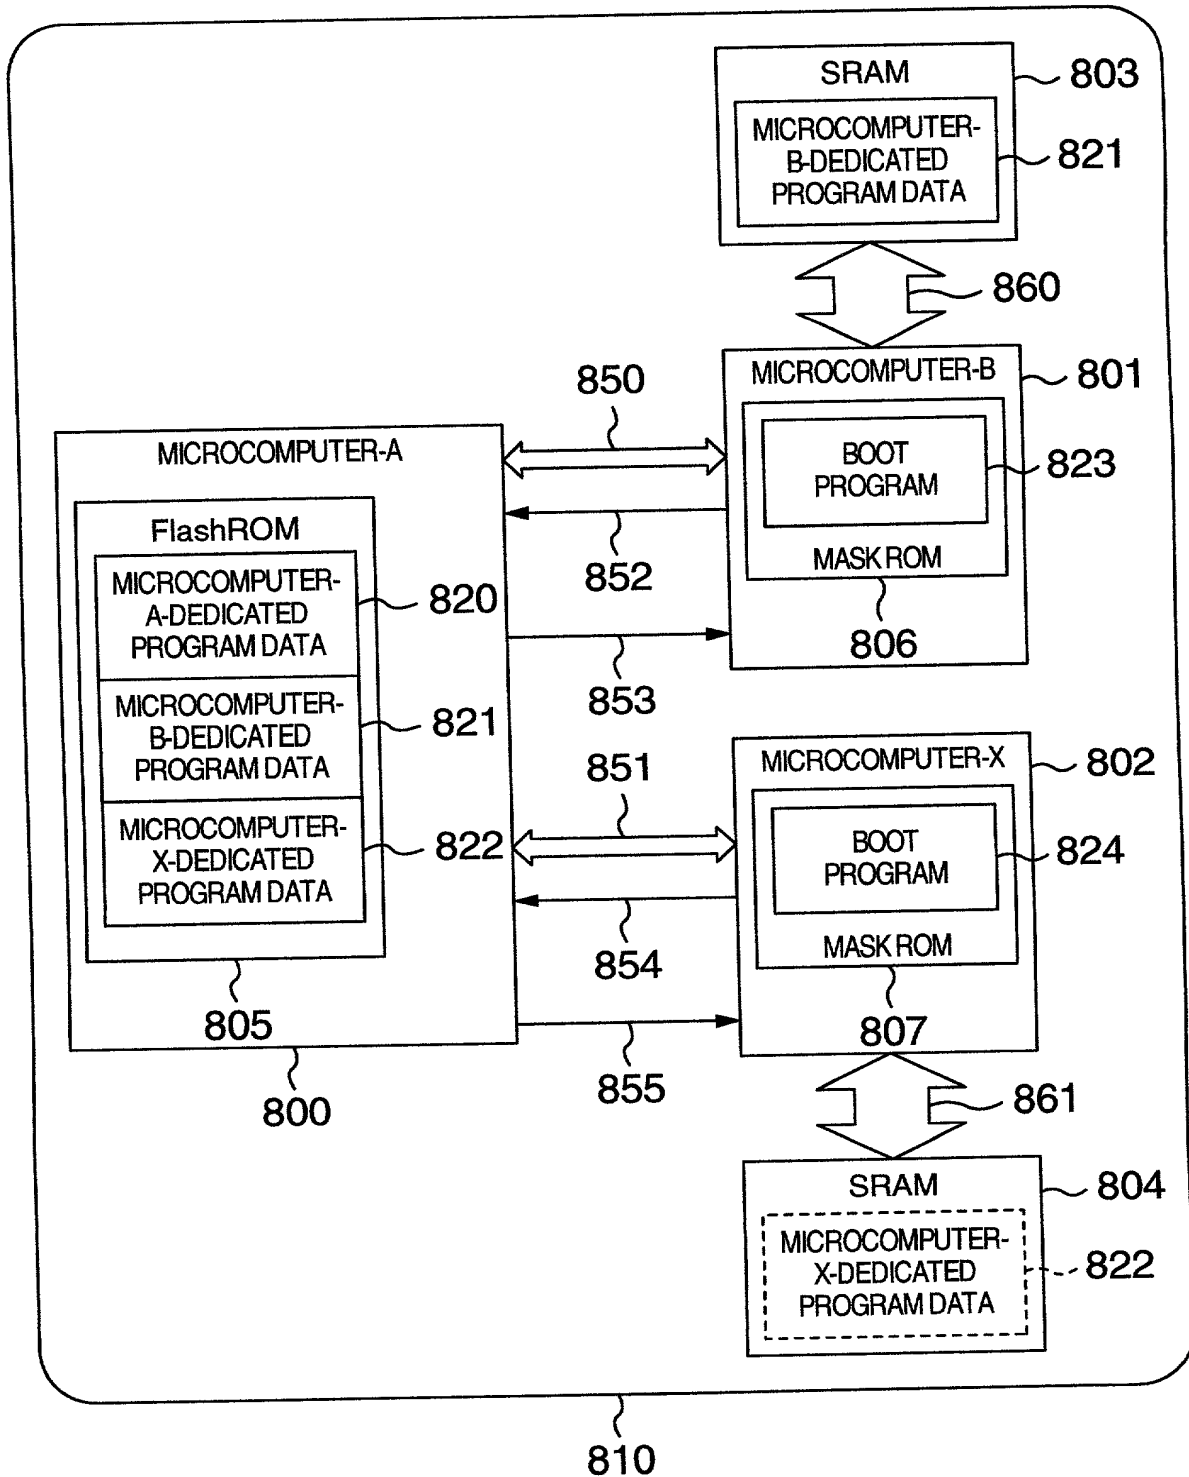 SRAM
803
MICROCOMPUTER-
B-DEDICATED
PROGRAM DATA
821
860
MICROCOMPUTER-B
801
BOOT
PROGRAM
823
MASK ROM
806
850
852
853
MICROCOMPUTER-A
FlashROM
MICROCOMPUTER-
A-DEDICATED
PROGRAM DATA
820
MICROCOMPUTER-
B-DEDICATED
PROGRAM DATA
821
MICROCOMPUTER-
X-DEDICATED
PROGRAM DATA
822
805
800
851
854
855
MICROCOMPUTER-X
802
BOOT
PROGRAM
824
MASK ROM
807
861
SRAM
804
MICROCOMPUTER-
X-DEDICATED
PROGRAM DATA
822
810